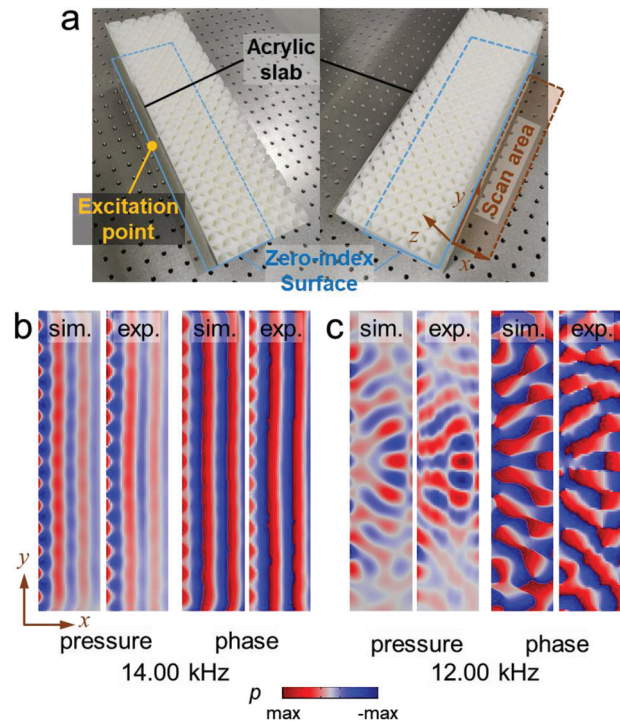 a
Acrylic
slab
Excitation
point
Zero-index
Surface
Scan area
y
z
x
b
sim.
exp.
sim.
exp.
c
sim.
exp.
sim.
exp.
y
x
pressure
phase
pressure
phase
14.00 kHz
12.00 kHz
p
max
-max